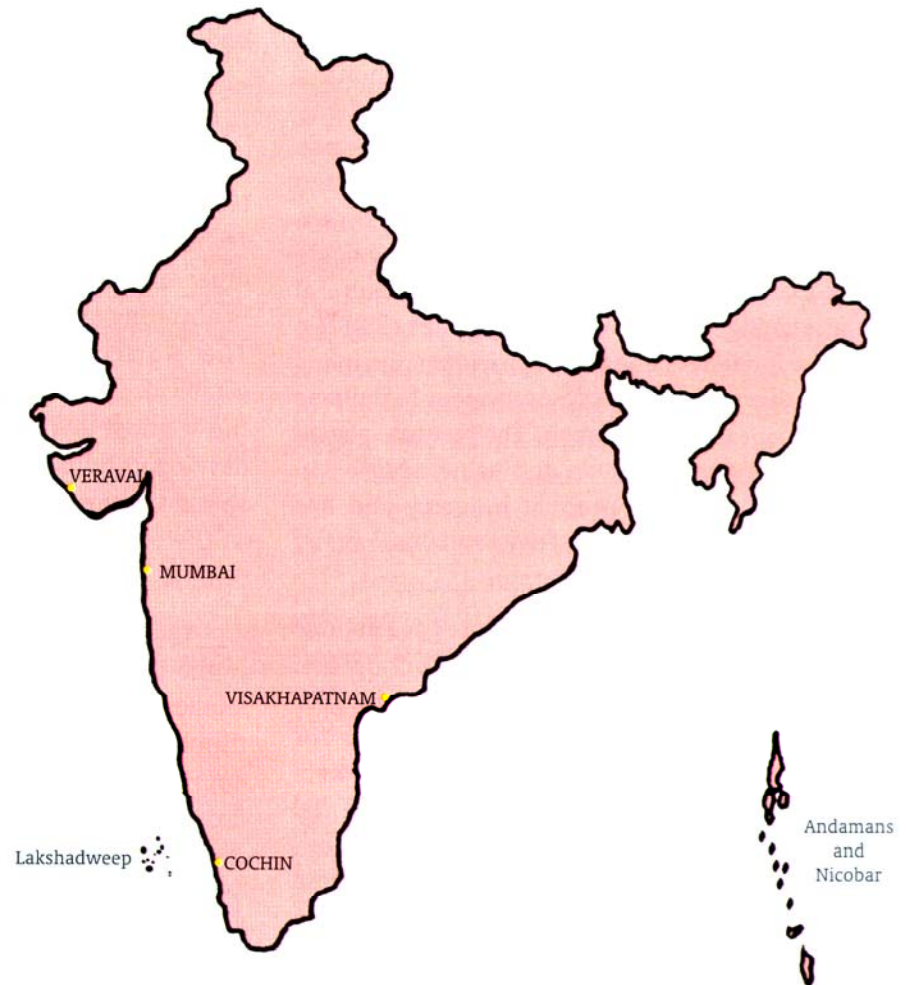 VERAVAL
MUMBAI
VISAKHAPATNAM
Lakshadweep
COCHIN
Andamans
and
Nicobar